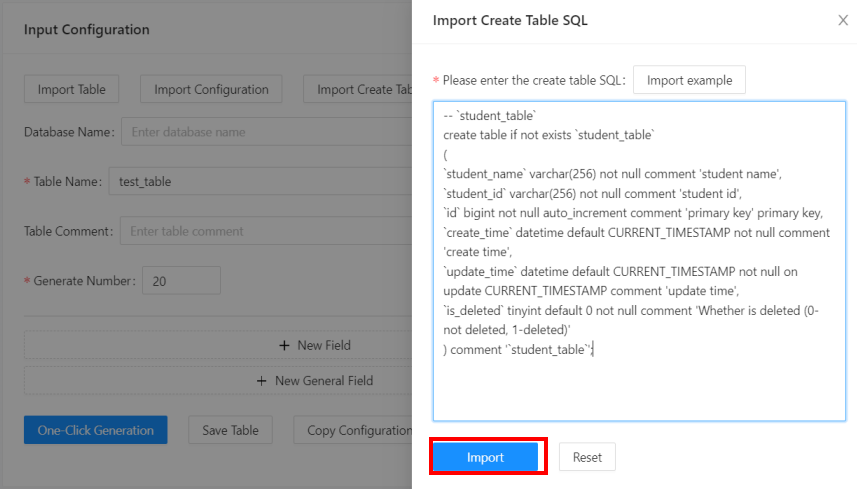 Input Configuration
Import Table
Import Configuration
Import Create Tab
Database Name:
Enter database name
* Table Name:
test_table
Table Comment:
Enter table comment
* Generate Number:
20
+ New Field
+ New General Field
One-Click Generation
Save Table
Copy Configuration
Import Create Table SQL
* Please enter the create table SQL:
Import example
-- `student_table`
create table if not exists `student_table`
(
`student_name` varchar(256) not null comment 'student name',
`student_id` varchar(256) not null comment 'student id',
`id` bigint not null auto_increment comment 'primary key' primary key,
`create_time` datetime default CURRENT_TIMESTAMP not null comment
'create time',
`update_time` datetime default CURRENT_TIMESTAMP not null on
update CURRENT_TIMESTAMP comment 'update time',
`is_deleted` tinyint default 0 not null comment 'Whether is deleted (0-
not deleted, 1-deleted)'
) comment '`student_table`';
Import
Reset